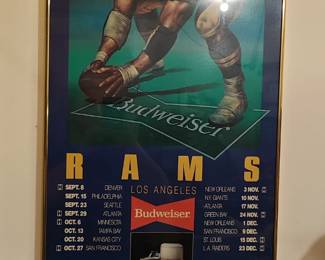 Budweiser
RAMS
LOS ANGELES
SEPT. 8 DENVER
SEPT. 15 PHILADELPHIA
SEPT. 23 SEATTLE
SEPT. 29 ATLANTA
OCT. 6 MINNESOTA
OCT. 13 TAMPA BAY
OCT. 20 KANSAS CITY
OCT. 27 SAN FRANCISCO
Budweiser
NEW ORLEANS 3 NOV.
N.Y. GIANTS 10 NOV.
ATLANTA 17 NOV.
GREEN BAY 24 NOV.
NEW ORLEANS 1 DEC.
SAN FRANCISCO 9 DEC.
ST. LOUIS 15 DEC.
L.A. RAIDERS 23 DEC.